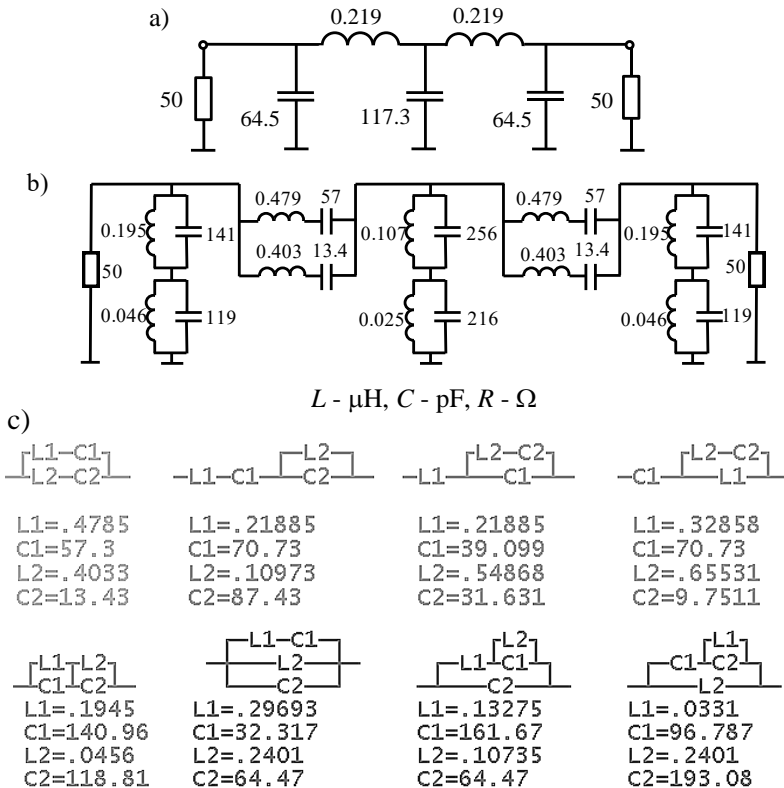 a)
0.219 0.219
50 64.5 117.3 64.5 50
b)
0.479 57 0.479 57
0.195 141 0.107 256 0.195 141
0.403 13.4 0.403 13.4
50 50
0.046 119 0.025 216 0.046 119
L - μH, C - pF, R - Ω
c)
L1 C1 L2 L2 C2 L2 C2
L2 C2 L1 C1 C2 L1 C1 C1 L1
L1=.4785 L1=.21885 L1=.21885 L1=.32858
C1=57.3 C1=70.73 C1=39.099 C1=70.73
L2=.4033 L2=.10973 L2=.54868 L2=.65531
C2=13.43 C2=87.43 C2=31.631 C2=9.7511
L1 C1 L2 L1
L1 L2 L2 L1 C1 C1 C2
C1 C2 C2 C2 L2
L1=.1945 L1=.29693 L1=.13275 L1=.0331
C1=140.96 C1=32.317 C1=161.67 C1=96.787
L2=.0456 L2=.2401 L2=.10735 L2=.2401
C2=118.81 C2=64.47 C2=64.47 C2=193.08